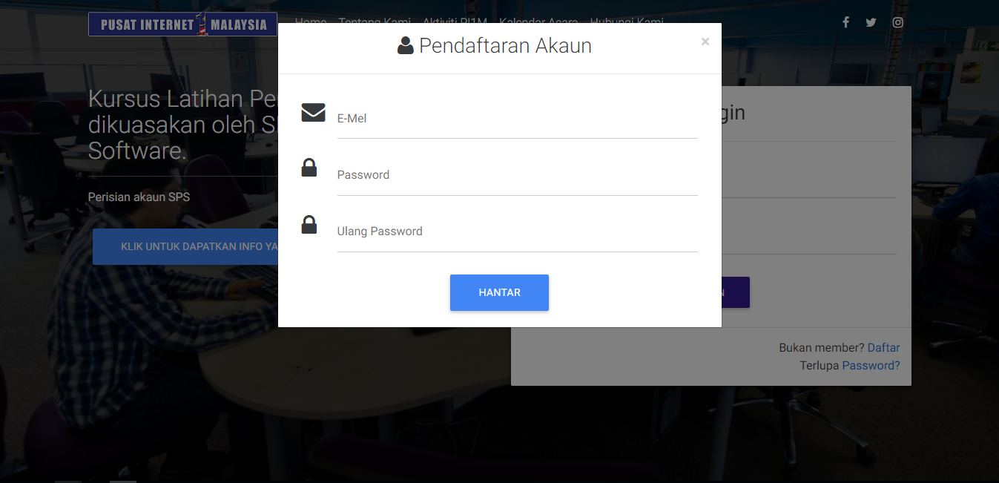 PUSAT INTERNET 1 MALAYSIA
Home Tentang Kami Aktiviti PI1M Kalendar Acara Hubungi Kami
Pendaftaran Akaun
×
Kursus Latihan Pe
dikuasakan oleh S
Software.
gin
E-Mel
Password
Perisian akaun SPS
Ulang Password
KLIK UNTUK DAPATKAN INFO YA
HANTAR
N
Bukan member? Daftar
Terlupa Password?